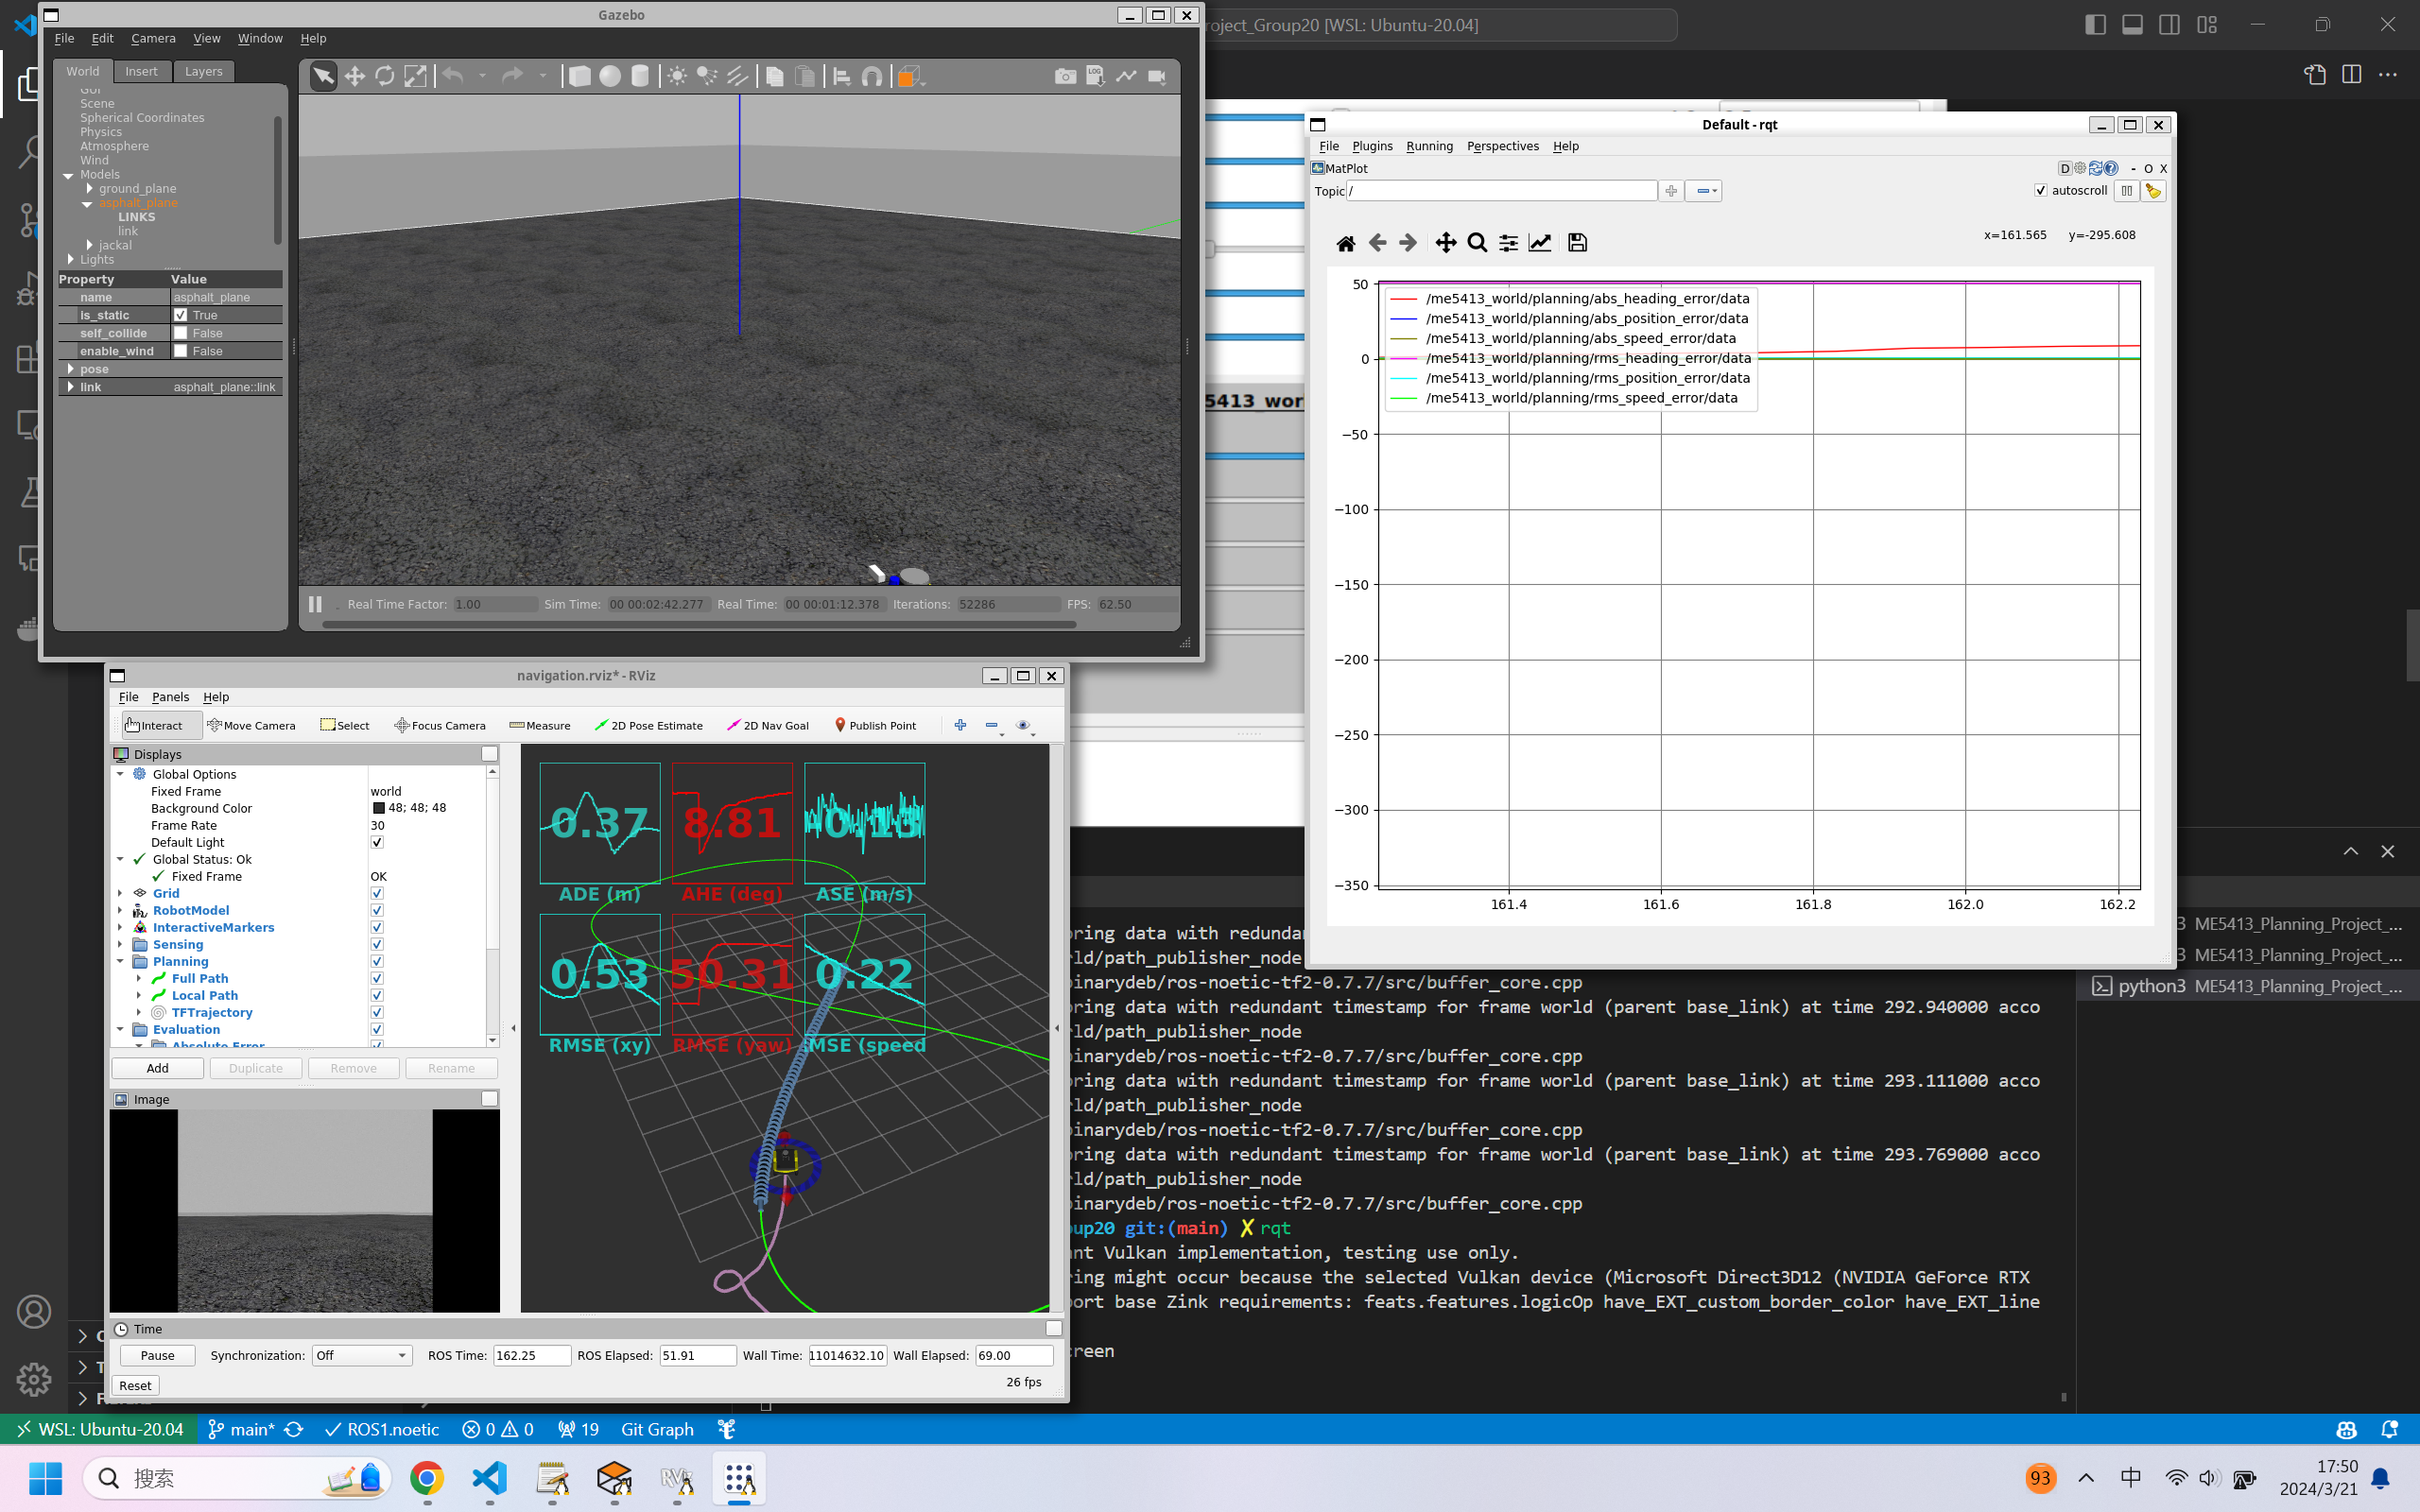 Gazebo
File Edit Camera View Window Help
World Insert Layers
GUI
Scene
Spherical Coordinates
Physics
Atmosphere
Wind
Models
ground_plane
asphalt_plane
LINKS
link
jackal
Lights
Property Value
name asphalt_plane
is_static True
self_collide False
enable_wind False
pose
link asphalt_plane::link
LOG
Real Time Factor: 1.00 Sim Time: 00 00:02:42.277 Real Time: 00 00:01:12.378 Iterations: 52286 FPS: 62.50
roject_Group20 [WSL: Ubuntu-20.04]
5413_wor
Default - rqt
File Plugins Running Perspectives Help
MatPlot
D - O X
Topic /
autoscroll
x=161.565 y=-295.608
50
0
−50
−100
−150
−200
−250
−300
−350
/me5413_world/planning/abs_heading_error/data
/me5413_world/planning/abs_position_error/data
/me5413_world/planning/abs_speed_error/data
/me5413_world/planning/rms_heading_error/data
/me5413_world/planning/rms_position_error/data
/me5413_world/planning/rms_speed_error/data
161.4 161.6 161.8 162.0 162.2
navigation.rviz* - RViz
File Panels Help
Interact Move Camera Select Focus Camera Measure 2D Pose Estimate 2D Nav Goal Publish Point
Displays
Global Options
Fixed Frame world
Background Color 48; 48; 48
Frame Rate 30
Default Light
Global Status: Ok
Fixed Frame OK
Grid
RobotModel
InteractiveMarkers
Sensing
Planning
Full Path
Local Path
TFTrajectory
Evaluation
Absolute Error
Add Duplicate Remove Rename
Image
0.37 8.81 0.13
ADE (m) AHE (deg) ASE (m/s)
0.53 50.31 0.22
RMSE (xy) RMSE (yaw) MSE (speed
Time
Pause Synchronization: Off ROS Time: 162.25 ROS Elapsed: 51.91 Wall Time: 11014632.10 Wall Elapsed: 69.00
Reset 26 fps
oring data with redundan
rld/path_publisher_node
binarydeb/ros-noetic-tf2-0.7.7/src/buffer_core.cpp
oring data with redundant timestamp for frame world (parent base_link) at time 292.940000 acco
rld/path_publisher_node
binarydeb/ros-noetic-tf2-0.7.7/src/buffer_core.cpp
oring data with redundant timestamp for frame world (parent base_link) at time 293.111000 acco
rld/path_publisher_node
binarydeb/ros-noetic-tf2-0.7.7/src/buffer_core.cpp
oring data with redundant timestamp for frame world (parent base_link) at time 293.769000 acco
rld/path_publisher_node
binarydeb/ros-noetic-tf2-0.7.7/src/buffer_core.cpp
oup20 git:(main) ✗ rqt
ant Vulkan implementation, testing use only.
ring might occur because the selected Vulkan device (Microsoft Direct3D12 (NVIDIA GeForce RTX
port base Zink requirements: feats.features.logicOp have_EXT_custom_border_color have_EXT_line
creen
3 ME5413_Planning_Project_...
3 ME5413_Planning_Project_...
python3 ME5413_Planning_Project_...
WSL: Ubuntu-20.04 main* ROS1.noetic 0 0 19 Git Graph
搜索
RViz
93 中 17:50
2024/3/21